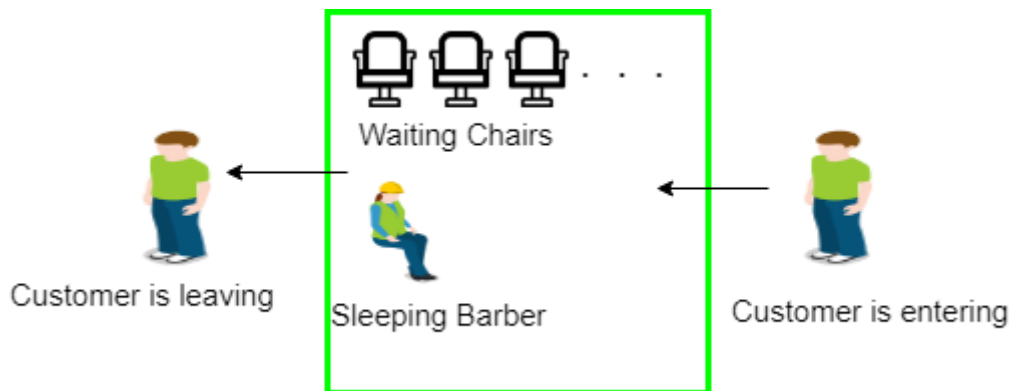 Waiting Chairs
Customer is leaving
Sleeping Barber
Customer is entering